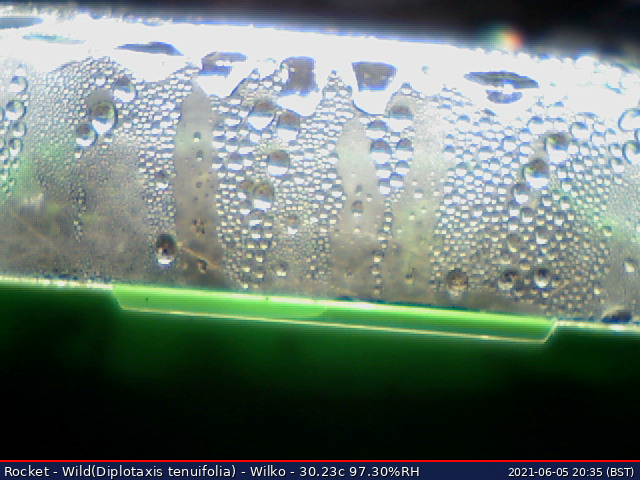 Rocket - Wild(Diplotaxis tenuifolia) - Wilko - 30.23c 97.30%RH
2021-06-05 20:35 (BST)